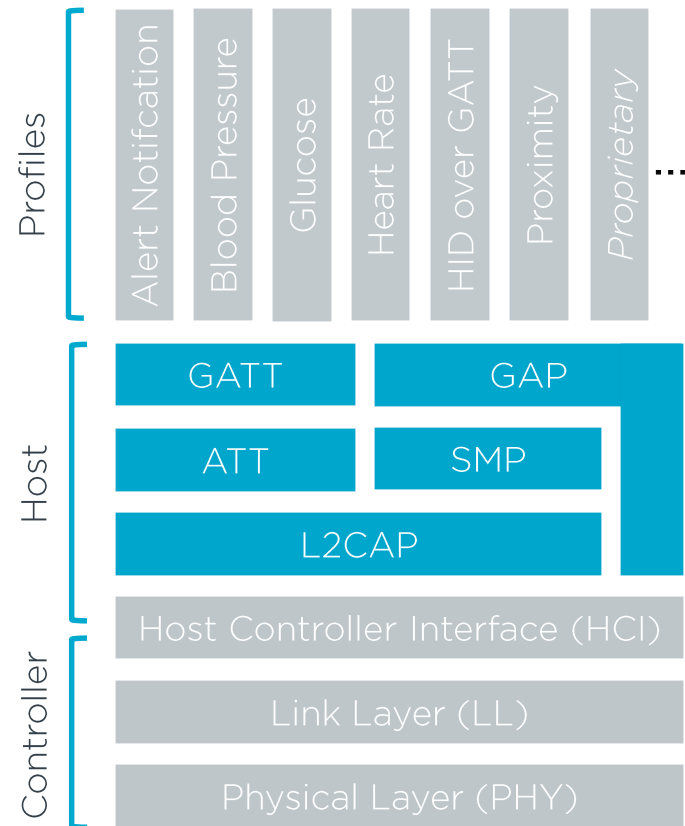 Profiles
Alert Notifcation
Blood Pressure
Glucose
Heart Rate
HID over GATT
Proximity
Proprietary
...
Host
GATT
GAP
ATT
SMP
L2CAP
Host Controller Interface (HCI)
Controller
Link Layer (LL)
Physical Layer (PHY)